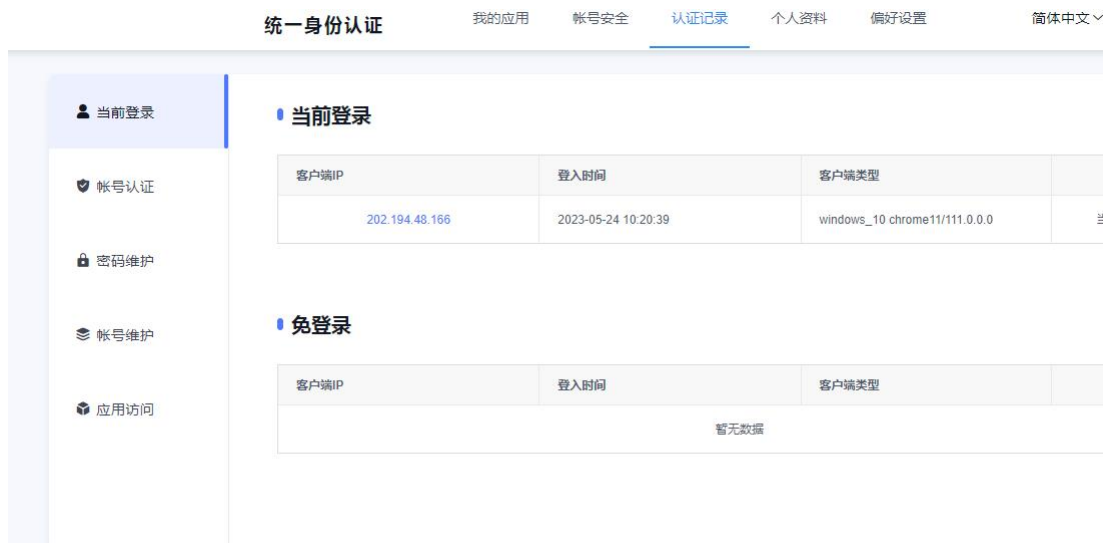 统一身份认证 我的应用 帐号安全 认证记录 个人资料 偏好设置 简体中文
当前登录
帐号认证
密码维护
帐号维护
应用访问
当前登录
客户端IP 登入时间 客户端类型
202.194.48.166 2023-05-24 10:20:39 windows_10 chrome11/111.0.0.0
免登录
客户端IP 登入时间 客户端类型
暂无数据